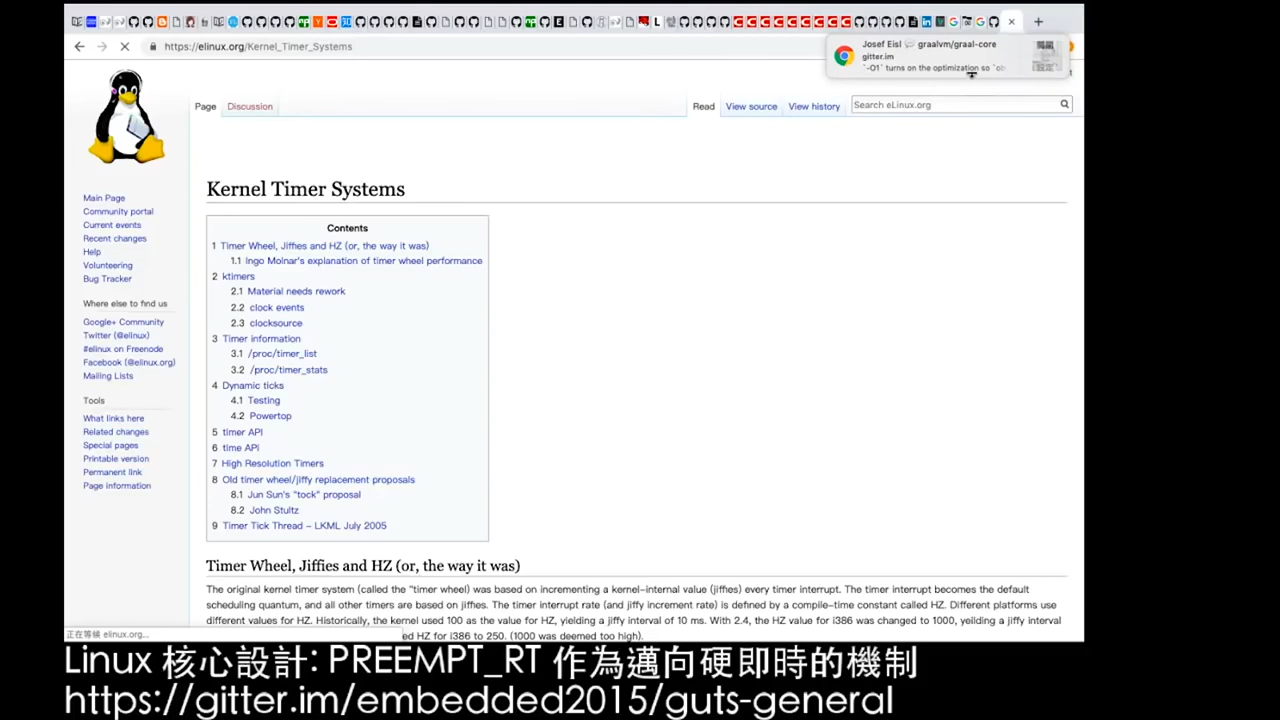 https://elinux.org/Kernel_Timer_Systems
Josef Eisl 💬 graalvm/graal-core
gitter.im
`-O1` turns on the optimization so `ob
Page
Discussion
Read
View source
View history
Search eLinux.org
Kernel Timer Systems
Main Page
Community portal
Current events
Recent changes
Help
Volunteering
Bug Tracker
Where else to find us
Google+ Community
Twitter (@elinux)
#elinux on Freenode
Facebook (@elinux.org)
Mailing Lists
Tools
What links here
Related changes
Special pages
Printable version
Permanent link
Page information
Contents
1 Timer Wheel, Jiffies and HZ (or, the way it was)
1.1 Ingo Molnar's explanation of timer wheel performance
2 ktimers
2.1 Material needs rework
2.2 clock events
2.3 clocksource
3 Timer information
3.1 /proc/timer_list
3.2 /proc/timer_stats
4 Dynamic ticks
4.1 Testing
4.2 Powertop
5 timer API
6 time API
7 High Resolution Timers
8 Old timer wheel/jiffy replacement proposals
8.1 Jun Sun's "tock" proposal
8.2 John Stultz
9 Timer Tick Thread – LKML July 2005
Timer Wheel, Jiffies and HZ (or, the way it was)
The original kernel timer system (called the "timer wheel) was based on incrementing a kernel-internal value (jiffies) every timer interrupt. The timer interrupt becomes the default
scheduling quantum, and all other timers are based on jiffies. The timer interrupt rate (and jiffy increment rate) is defined by a compile-time constant called HZ. Different platforms use
different values for HZ. Historically, the kernel used 100 as the value for HZ, yielding a jiffy interval of 10 ms. With 2.4, the HZ value for i386 was changed to 1000, yeilding a jiffy interval
ed HZ for i386 to 250. (1000 was deemed too high).
正在等候 elinux.org...
Linux 核心設計: PREEMPT_RT 作為邁向硬即時的機制
https://gitter.im/embedded2015/guts-general